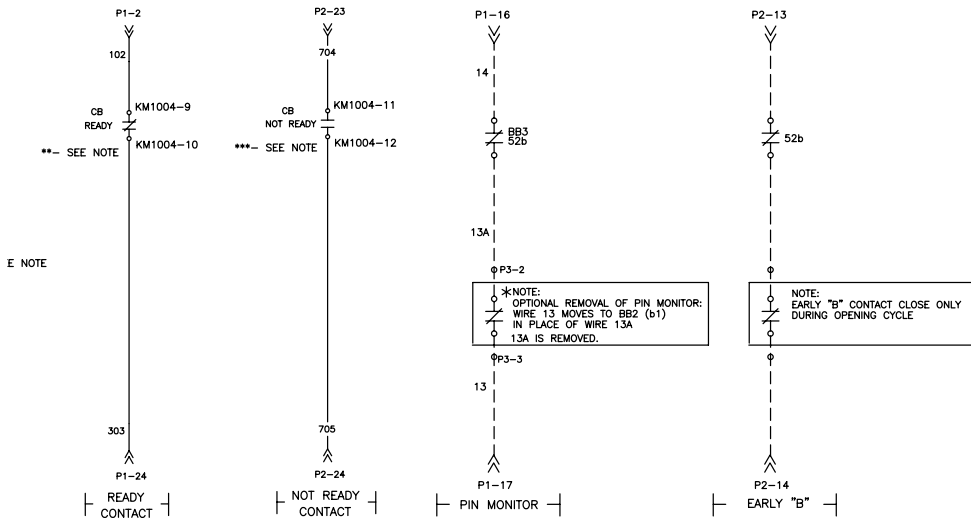 P1-2
102
KM1004-9
CB
READY
KM1004-10
**- SEE NOTE
303
P1-24
READY
CONTACT
P2-23
704
KM1004-11
CB
NOT READY
KM1004-12
***- SEE NOTE
705
P2-24
NOT READY
CONTACT
E NOTE
P1-16
14
BB3
52b
13A
P3-2
*NOTE:
OPTIONAL REMOVAL OF PIN MONITOR:
WIRE 13 MOVES TO BB2 (b1)
IN PLACE OF WIRE 13A
13A IS REMOVED.
P3-3
13
P1-17
PIN MONITOR
P2-13
52b
NOTE:
EARLY "B" CONTACT CLOSE ONLY
DURING OPENING CYCLE
P2-14
EARLY "B"